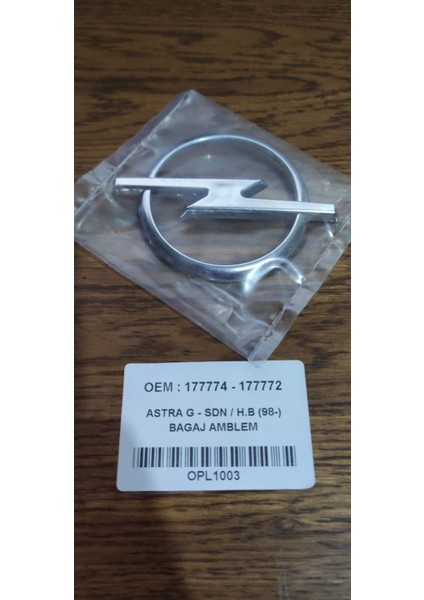 OEM : 177774 - 177772
ASTRA G - SDN / H.B (98-)
BAGAJ AMBLEM
OPL1003